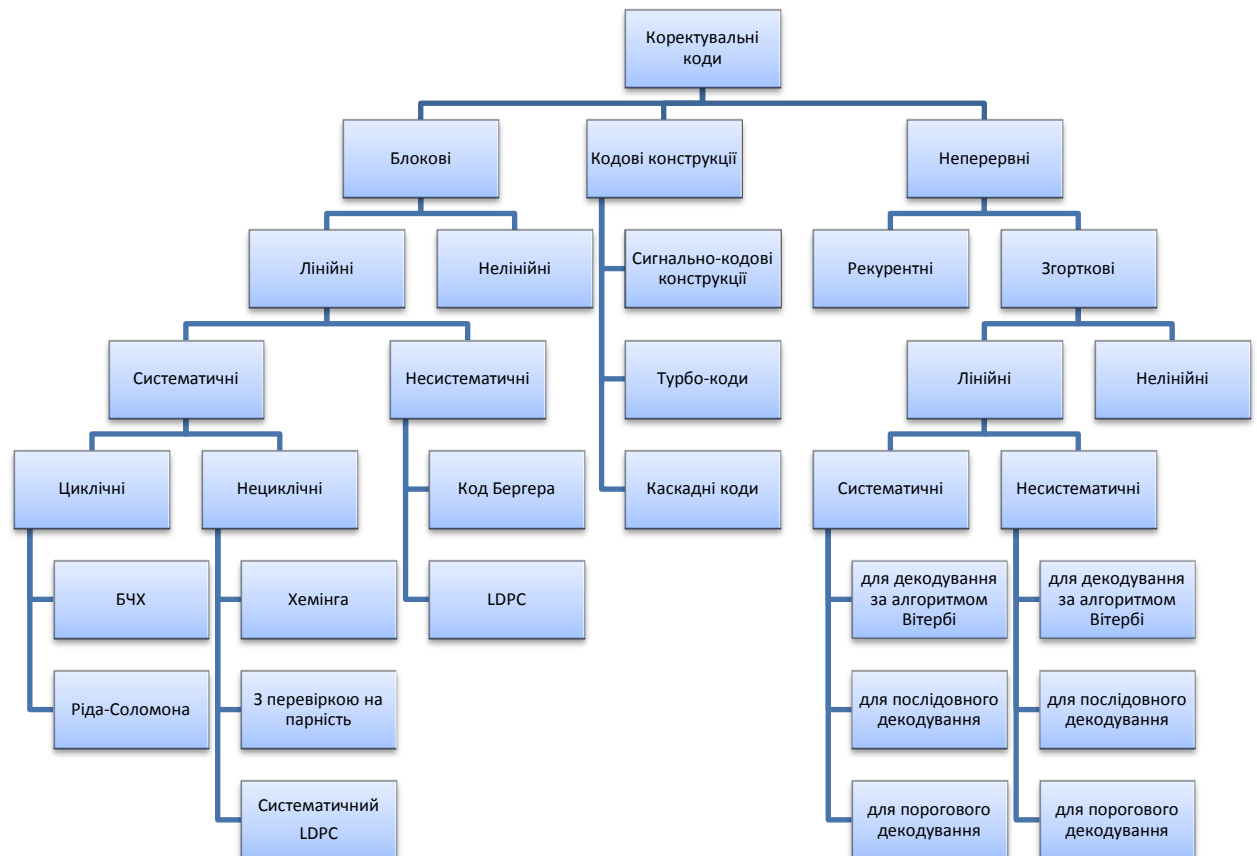 Коректувальні
коди
Блокові
Кодові конструкції
Неперервні
Лінійні
Нелінійні
Сигнально-кодові
конструкції
Рекурентні
Згорткові
Систематичні
Несистематичні
Турбо-коди
Лінійні
Нелінійні
Циклічні
Нециклічні
Код Бергера
Каскадні коди
Систематичні
Несистематичні
БЧХ
Хемінга
LDPC
для декодування
за алгоритмом
Вітербі
для декодування
за алгоритмом
Вітербі
Ріда-Соломона
З перевіркою на
парність
для послідовного
декодування
для послідовного
декодування
Систематичний
LDPC
для порогового
декодування
для порогового
декодування